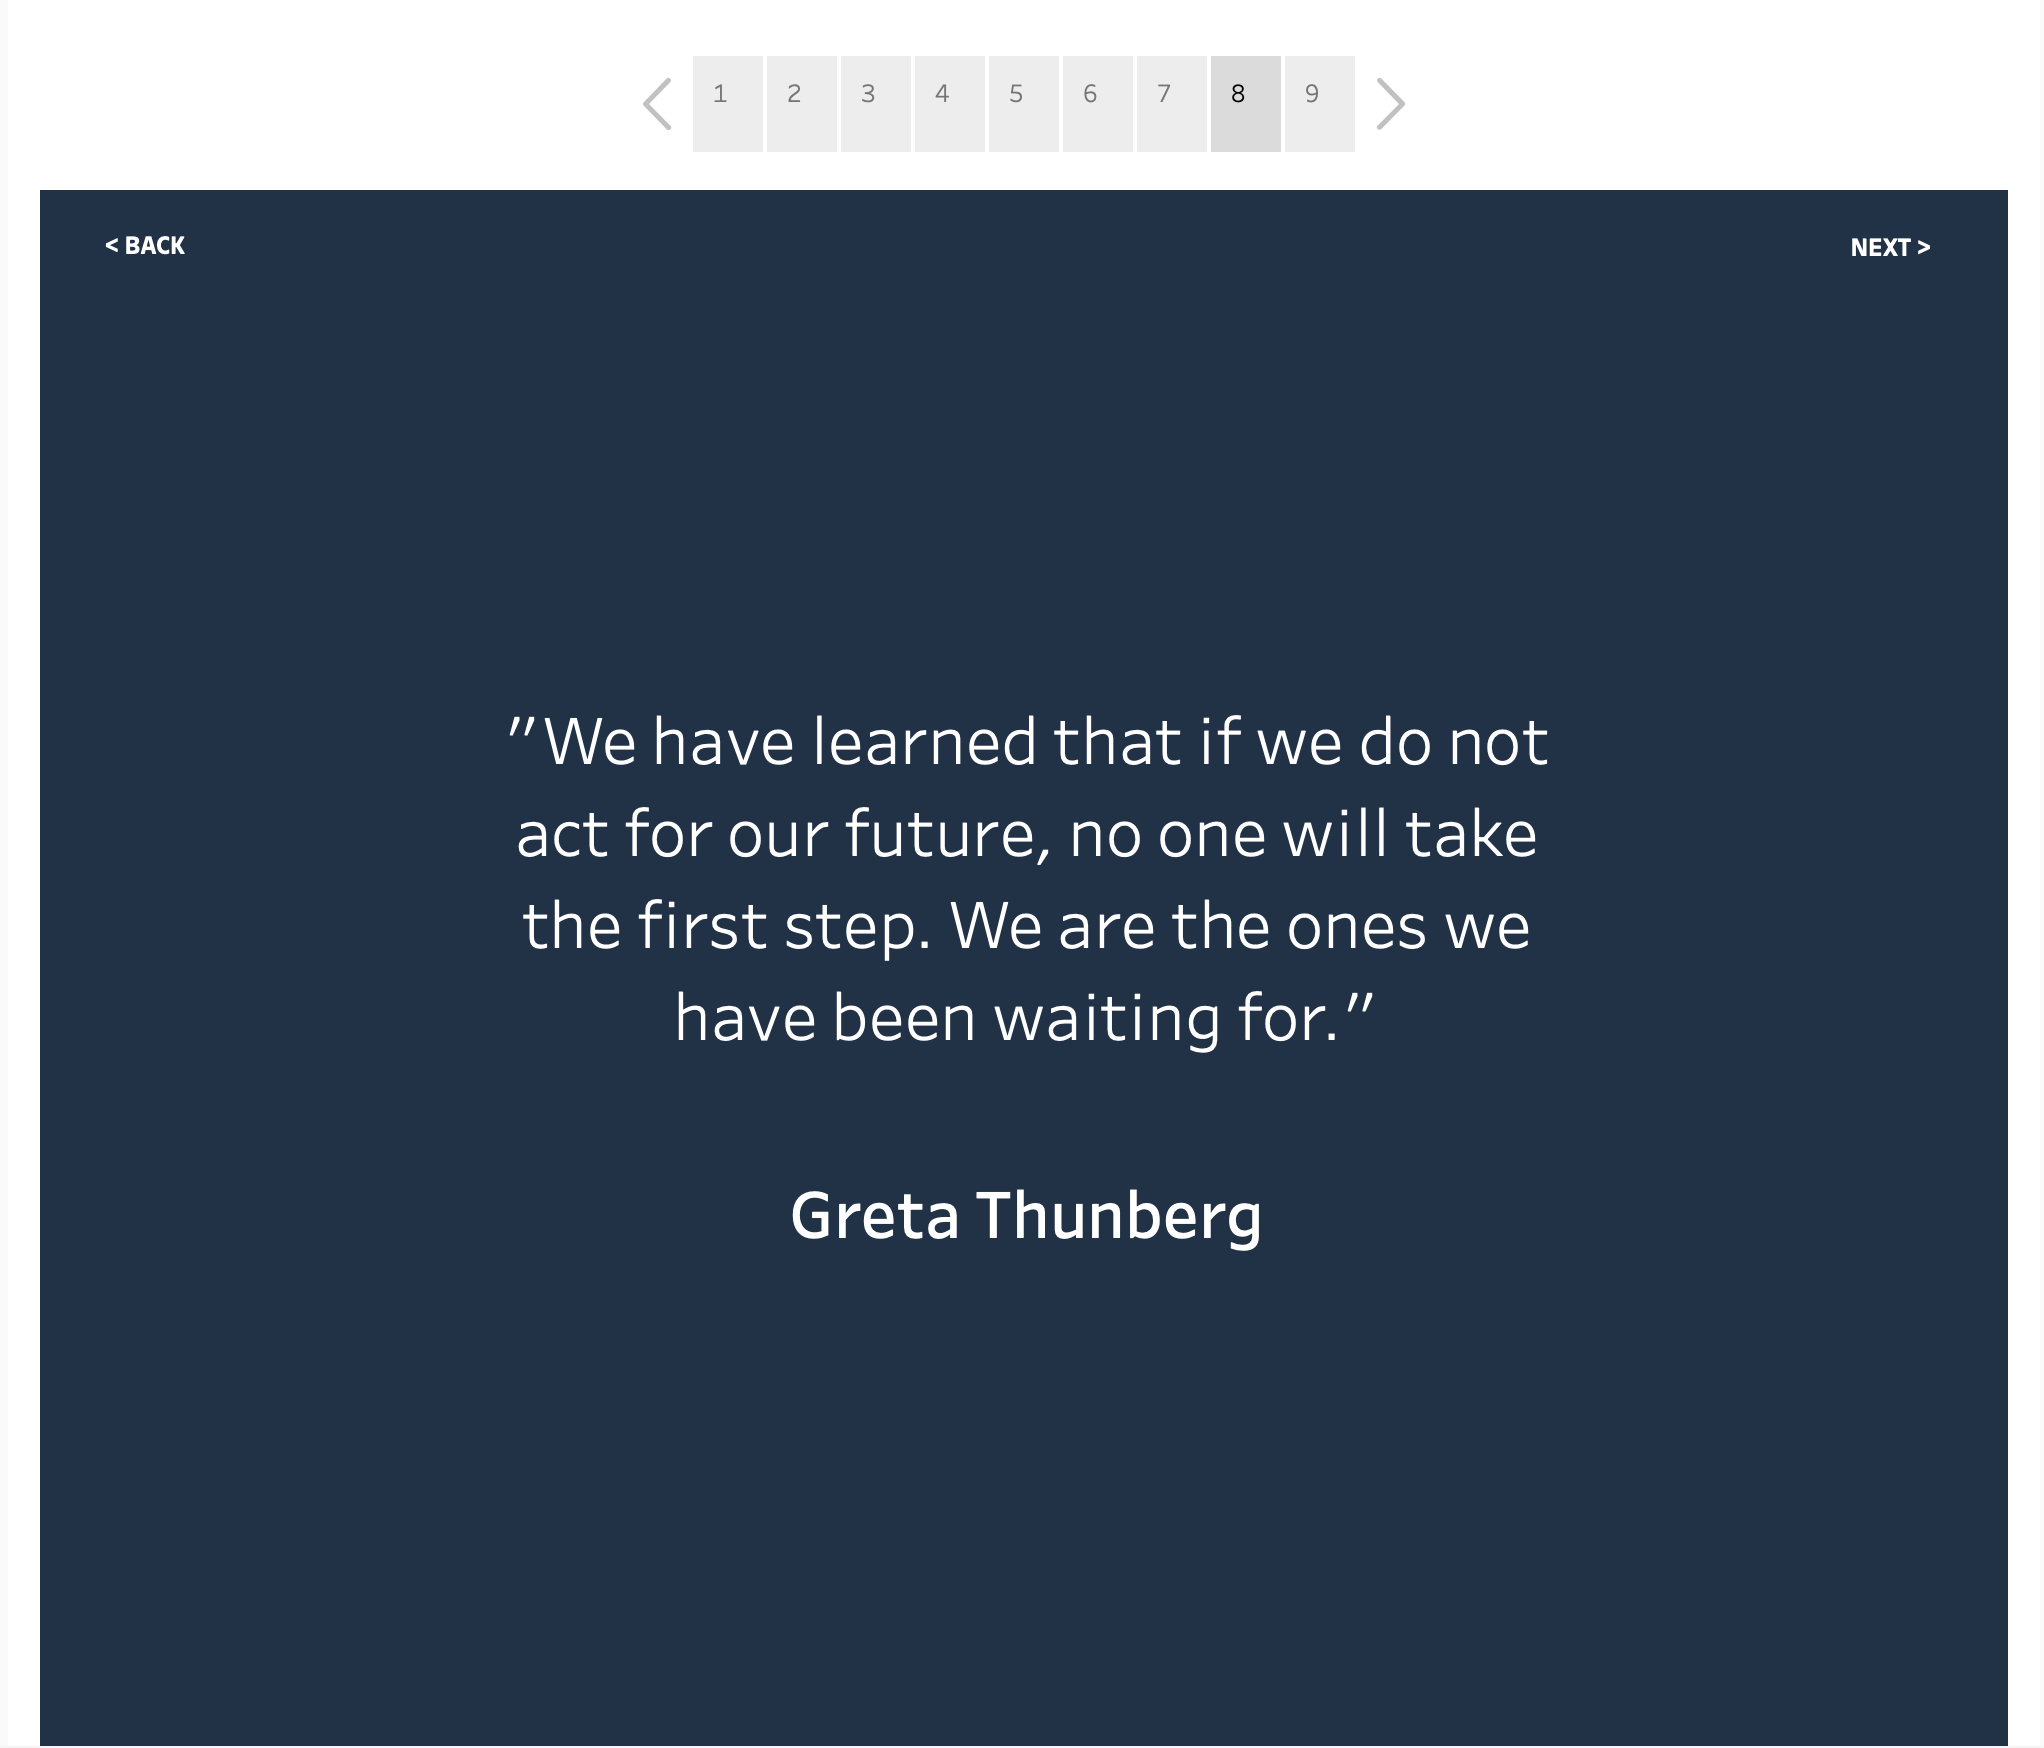 1 2 3 4 5 6 7 8 9
< BACK NEXT >
"We have learned that if we do not
act for our future, no one will take
the first step. We are the ones we
have been waiting for."
Greta Thunberg